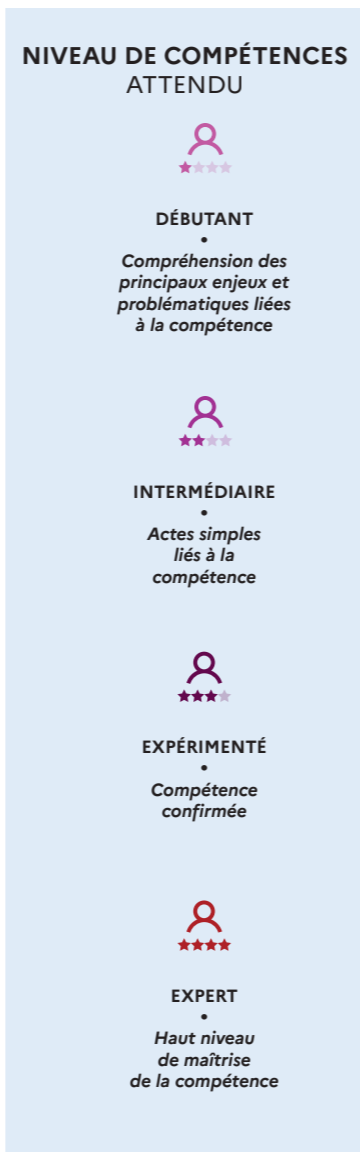 NIVEAU DE COMPÉTENCES
ATTENDU
DÉBUTANT
•
Compréhension des
principaux enjeux et
problématiques liées
à la compétence
INTERMÉDIAIRE
•
Actes simples
liés à la
compétence
EXPÉRIMENTÉ
•
Compétence
confirmée
EXPERT
•
Haut niveau
de maîtrise
de la compétence